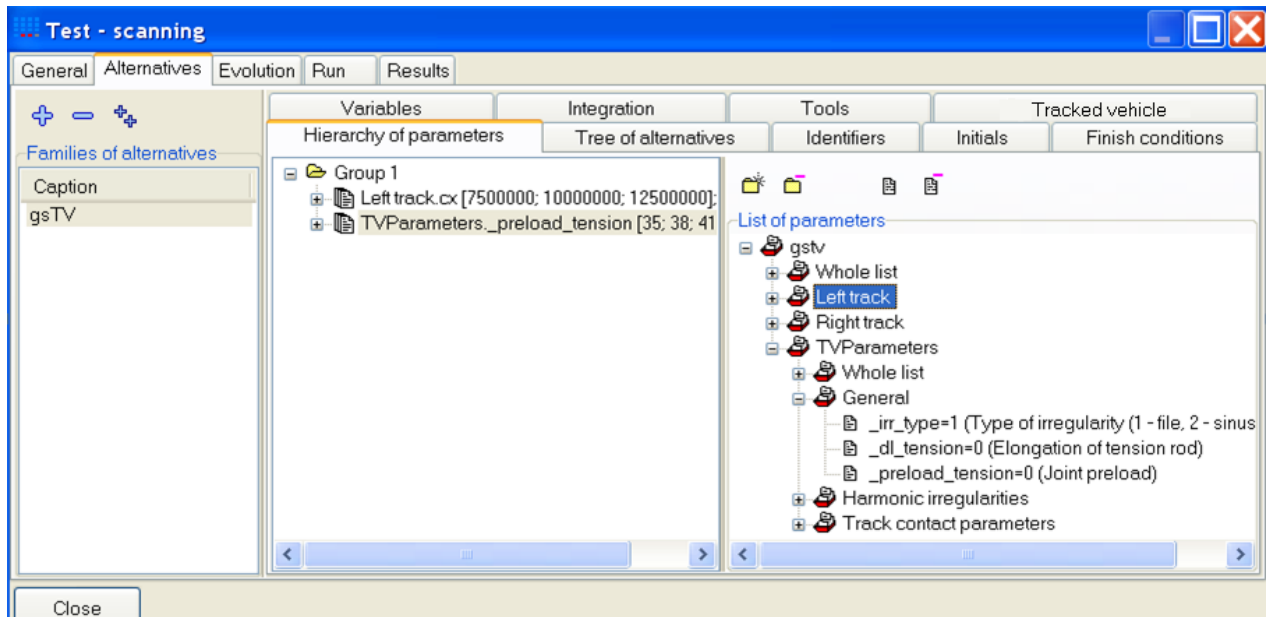 Test - scanning
General Alternatives Evolution Run Results
Variables Integration Tools Tracked vehicle
Hierarchy of parameters Tree of alternatives Identifiers Initials Finish conditions
Families of alternatives
Caption
gsTV
Group 1
Left track.cx [7500000; 10000000; 12500000];
TVParameters._preload_tension [35; 38; 41
List of parameters
gstv
Whole list
Left track
Right track
TVParameters
Whole list
General
_irr_type=1 (Type of irregularity (1 - file, 2 - sinus
_dl_tension=0 (Elongation of tension rod)
_preload_tension=0 (Joint preload)
Harmonic irregularities
Track contact parameters
Close